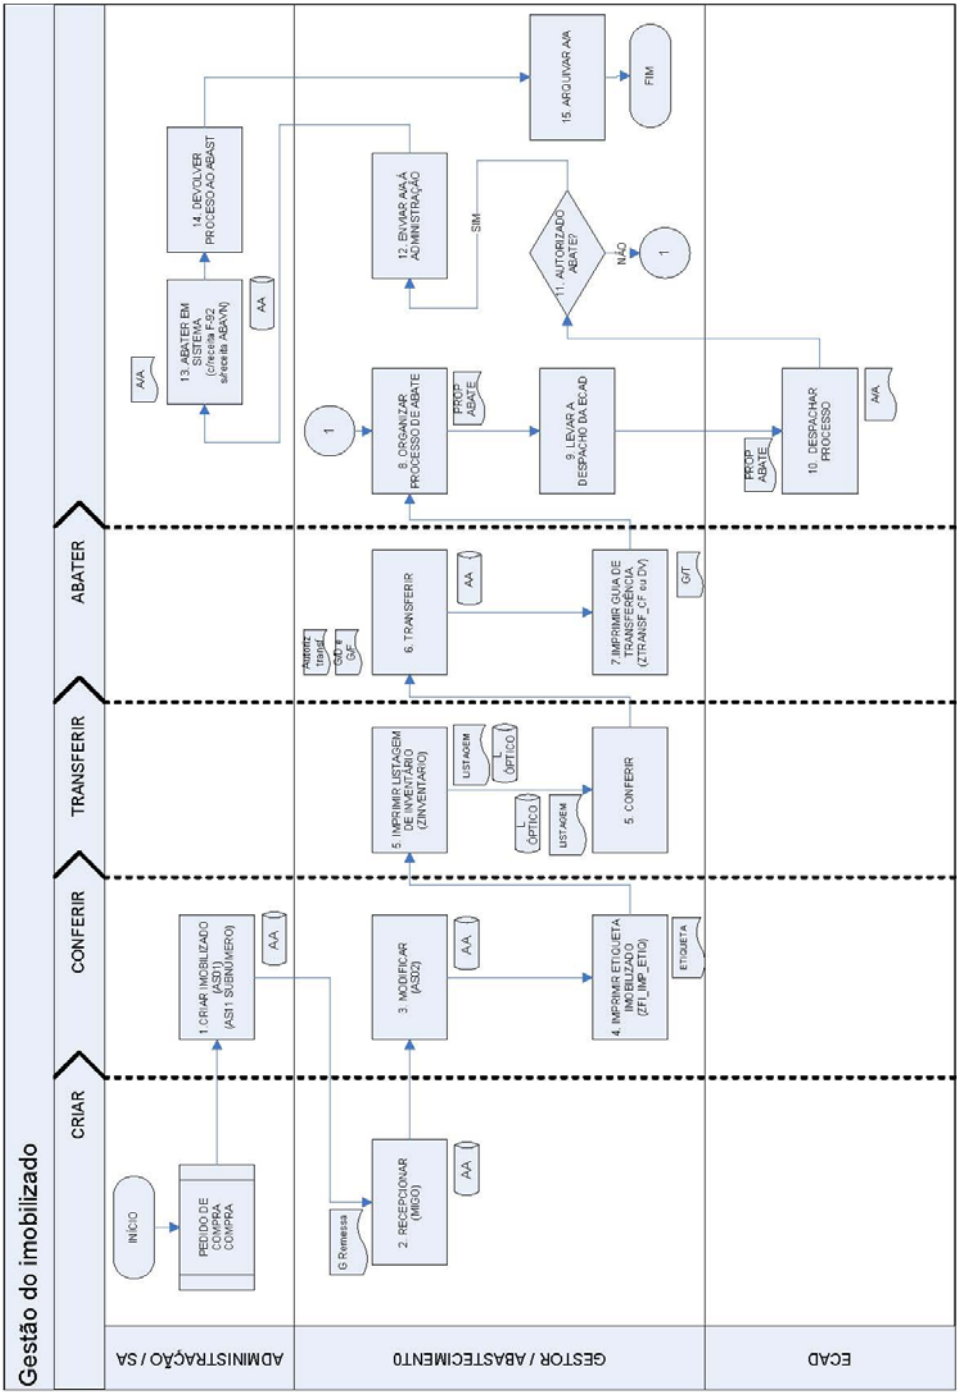 Gestão do imobilizado
CRIAR
CONFERIR
TRANSFERIR
ABATER
ADMINISTRAÇÃO / SA
INÍCIO
PEDIDO DE
COMPRA
COMPRA
1.CRIAR IMOBILIZADO
(AS01)
(AS11 SUBNÚMERO)
AA
13. ABATER EM
SISTEMA
(c/receita F-92
s/receita ABAVN)
A/A
AA
14. DEVOLVER
PROCESO AO ABAST
GESTOR / ABASTECIMENTO
G Remessa
2. RECEPCIONAR
(MIGO)
AA
3. MODIFICAR
(AS02)
AA
4. IMPRIMIR ETIQUETA
IMOBILIZADO
(ZFI_IMP_ETIQ)
ETIQUETA
5. IMPRIMIR LISTAGEM
DE INVENTÁRIO
(ZINVENTARIO)
LISTAGEM
L
ÓPTICO
L
ÓPTICO
LISTAGEM
5. CONFERIR
Autoriz
transf
G/D e
G/F
6. TRANSFERIR
AA
7.IMPRIMIR GUIA DE
TRANSFERÊNCIA
(ZTRANSF_CF ou DV)
G/T
1
8. ORGANIZAR
PROCESSO DE ABATE
PROP
ABATE
9. LEVAR A
DESPACHO DA ECAD
11. AUTORIZADO
ABATE?
SIM
NÃO
1
12. ENVIAR A/A Á
ADMINISTRAÇÃO
15. ARQUIVAR A/A
FIM
ECAD
PROP
ABATE
10. DESPACHAR
PROCESSO
A/A